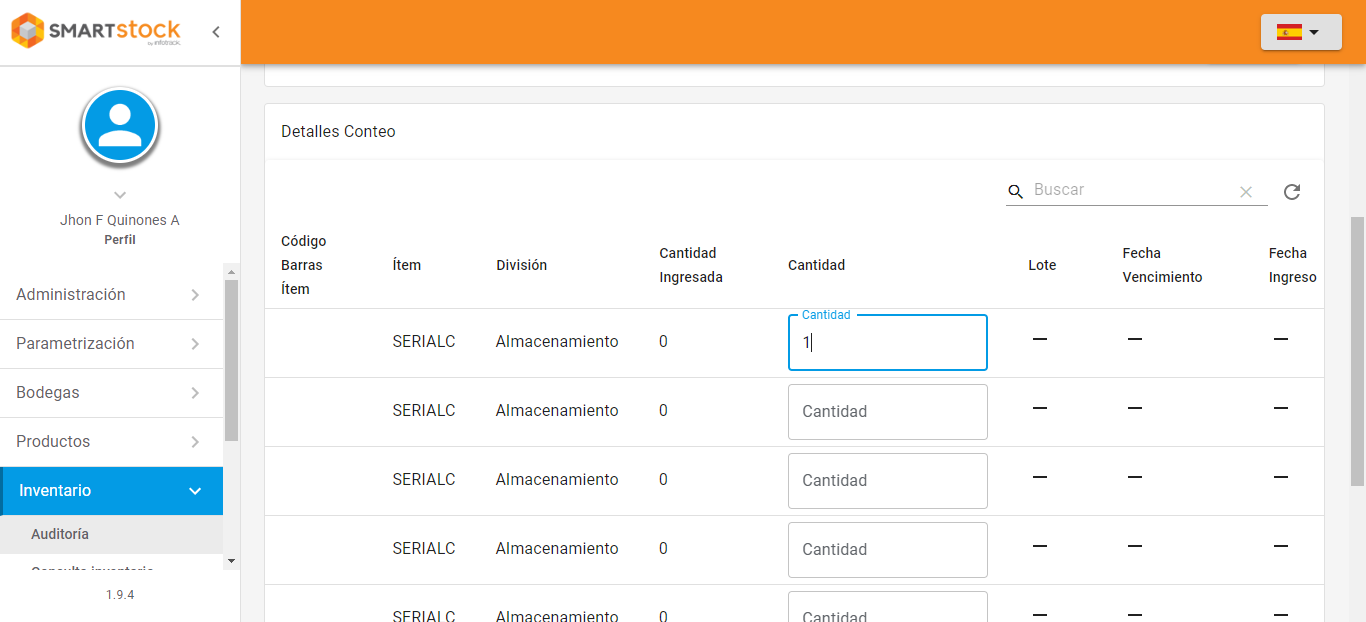 SMARTstock
by infotrack.
Jhon F Quinones A
Perfil
Administración
Parametrización
Bodegas
Productos
Inventario
Auditoría
Consulta inventario
1.9.4
Detalles Conteo
Buscar
Código Barras Ítem
Ítem
División
Cantidad Ingresada
Cantidad
Lote
Fecha Vencimiento
Fecha Ingreso
Cantidad
SERIALC Almacenamiento 0 1 — — —
SERIALC Almacenamiento 0 Cantidad — — —
SERIALC Almacenamiento 0 Cantidad — — —
SERIALC Almacenamiento 0 Cantidad — — —
SERIALC Almacenamiento 0 Cantidad — — —